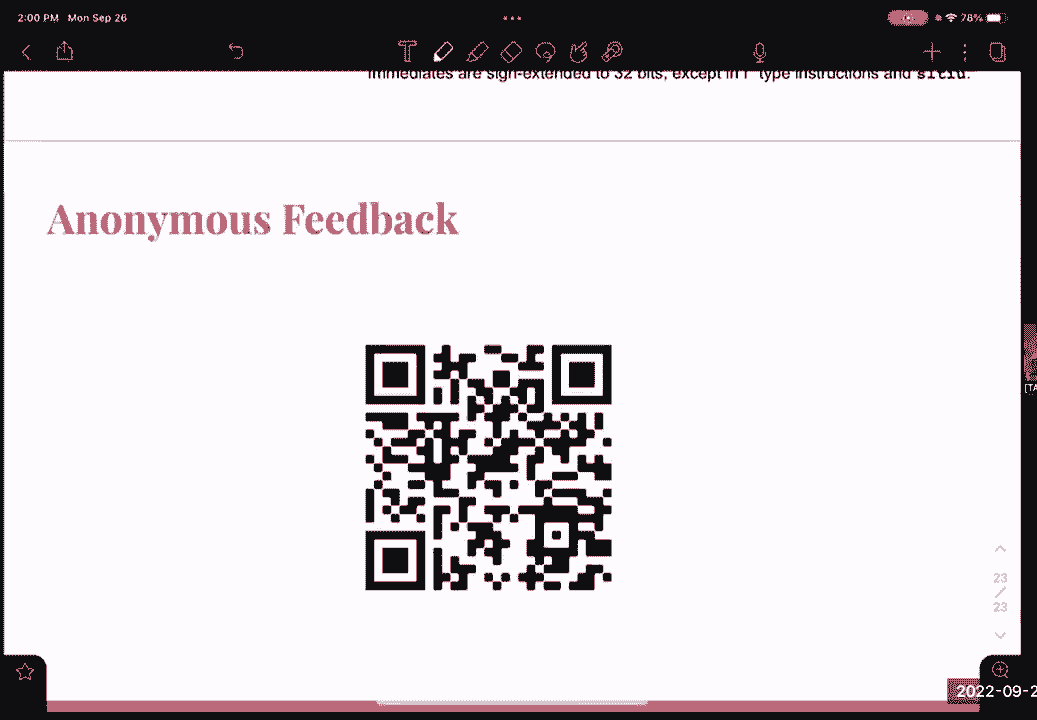 2:00 PM Mon Sep 26
78%
Immediates are sign-extended to 32 bits, except in I* type instructions and sltiu.
Anonymous Feedback
[TA
23
23
2022-09-2